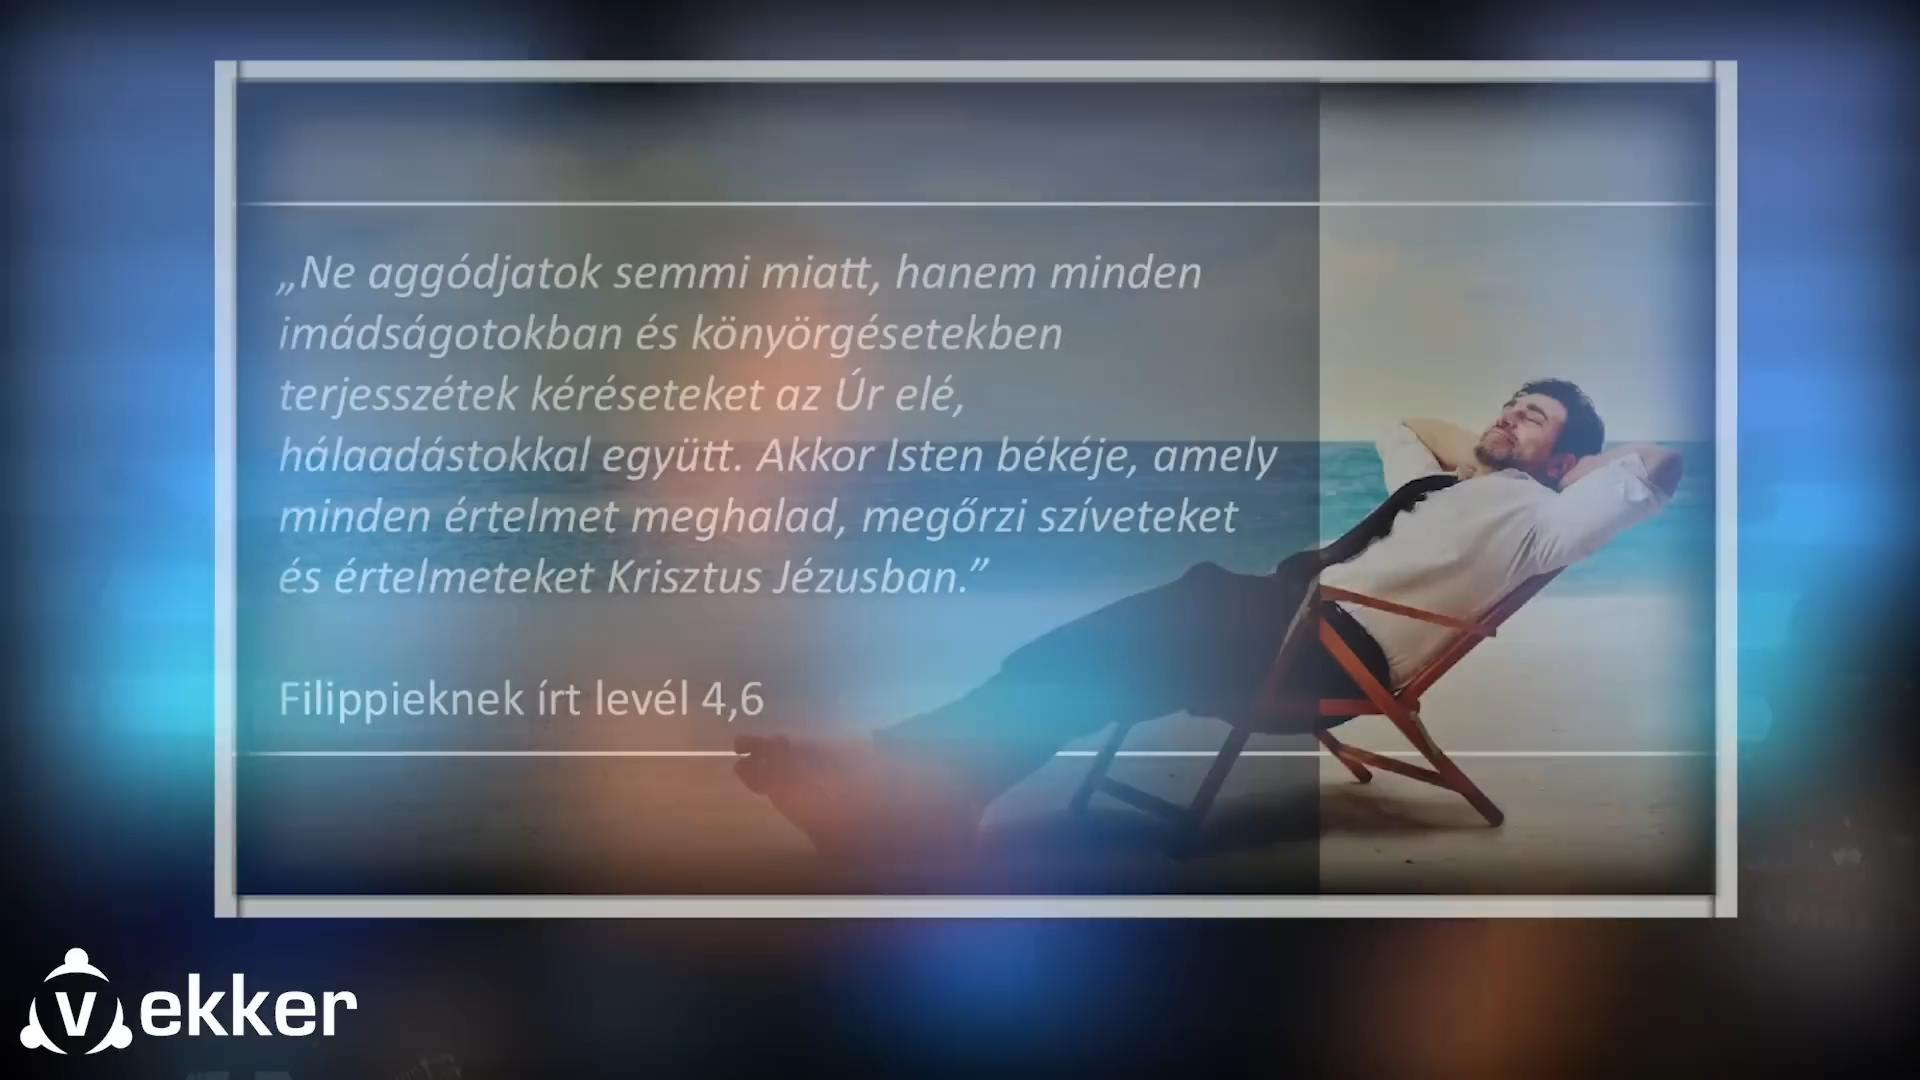 „Ne aggódjatok semmi miatt, hanem minden
imádságotokban és könyörgésetekben
terjesszétek kéréseteket az Úr elé,
hálaadástokkal együtt. Akkor Isten békéje, amely
minden értelmet meghalad, megőrzi szíveteket
és értelmeteket Krisztus Jézusban.”
Filippieknek írt levél 4,6
vekker